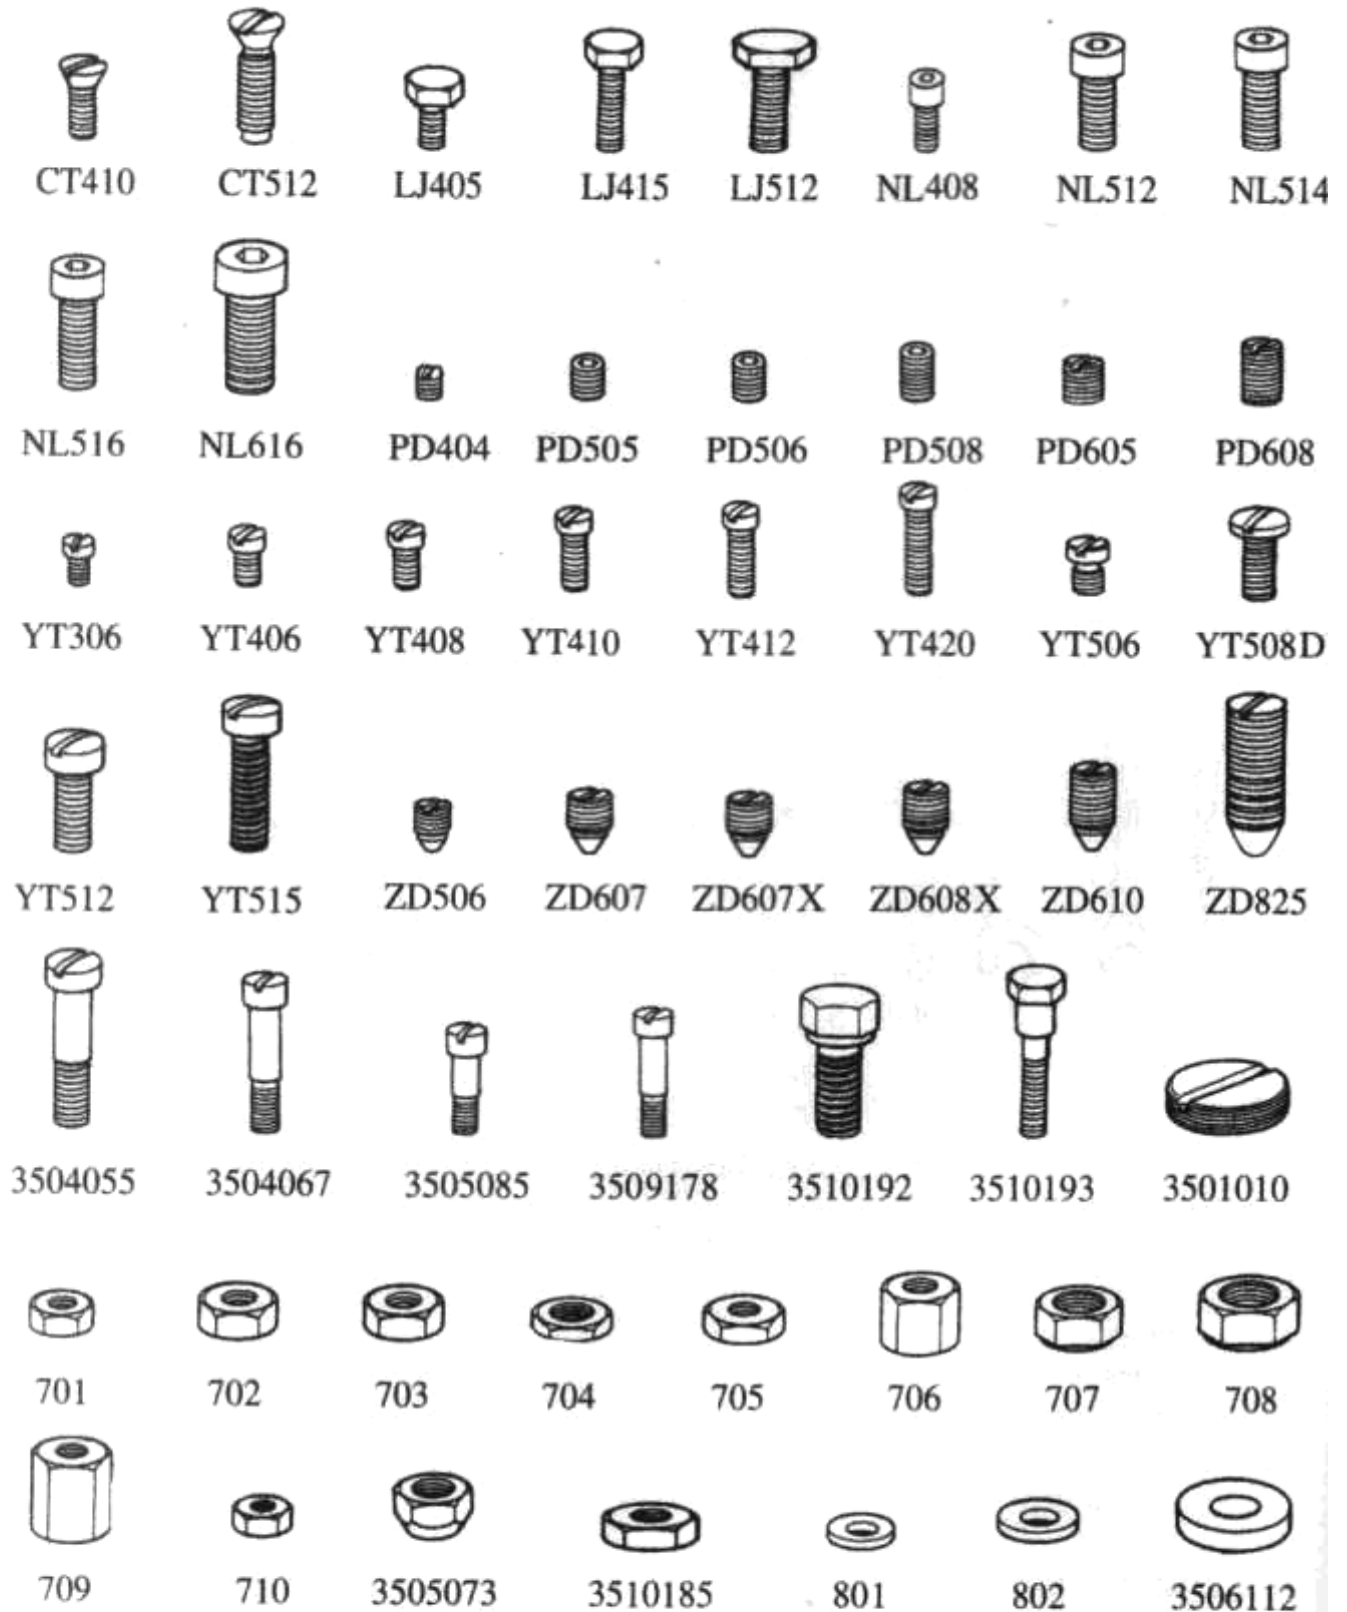 CT410 CT512 LJ405 LJ415 LJ512 NL408 NL512 NL514
NL516 NL616 PD404 PD505 PD506 PD508 PD605 PD608
YT306 YT406 YT408 YT410 YT412 YT420 YT506 YT508D
YT512 YT515 ZD506 ZD607 ZD607X ZD608X ZD610 ZD825
3504055 3504067 3505085 3509178 3510192 3510193 3501010
701 702 703 704 705 706 707 708
709 710 3505073 3510185 801 802 3506112